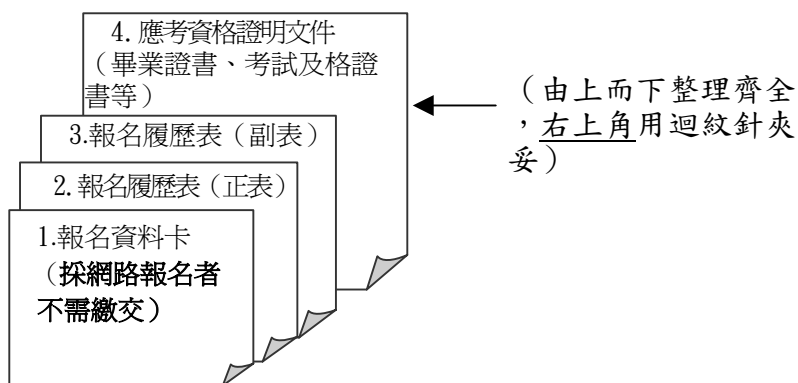 4. 應考資格證明文件
（畢業證書、考試及格證
書等）
3.報名履歷表（副表）
2.報名履歷表（正表）
1.報名資料卡
（採網路報名者
不需繳交）
（由上而下整理齊全
，右上角用迴紋針夾
妥）